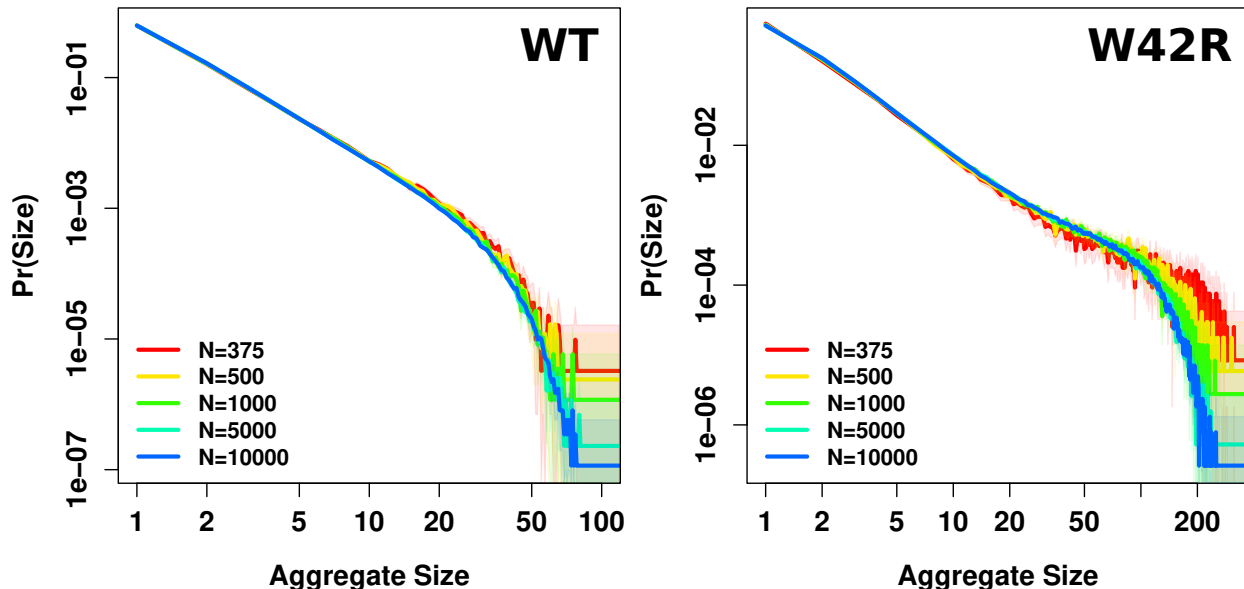 WT
Pr(Size)
1e−01
1e−03
1e−05
1e−07
N=375
N=500
N=1000
N=5000
N=10000
1 2 5 10 20 50 100
Aggregate Size
W42R
Pr(Size)
1e−02
1e−04
1e−06
N=375
N=500
N=1000
N=5000
N=10000
1 2 5 10 20 50 200
Aggregate Size